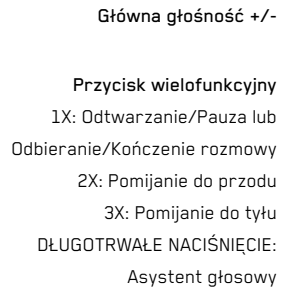 Główna głośność +/-
Przycisk wielofunkcyjny
1X: Odtwarzanie/Pauza lub
Odbieranie/Kończenie rozmowy
2X: Pomijanie do przodu
3X: Pomijanie do tyłu
DŁUGOTRWAŁE NACIŚNIĘCIE:
Asystent głosowy